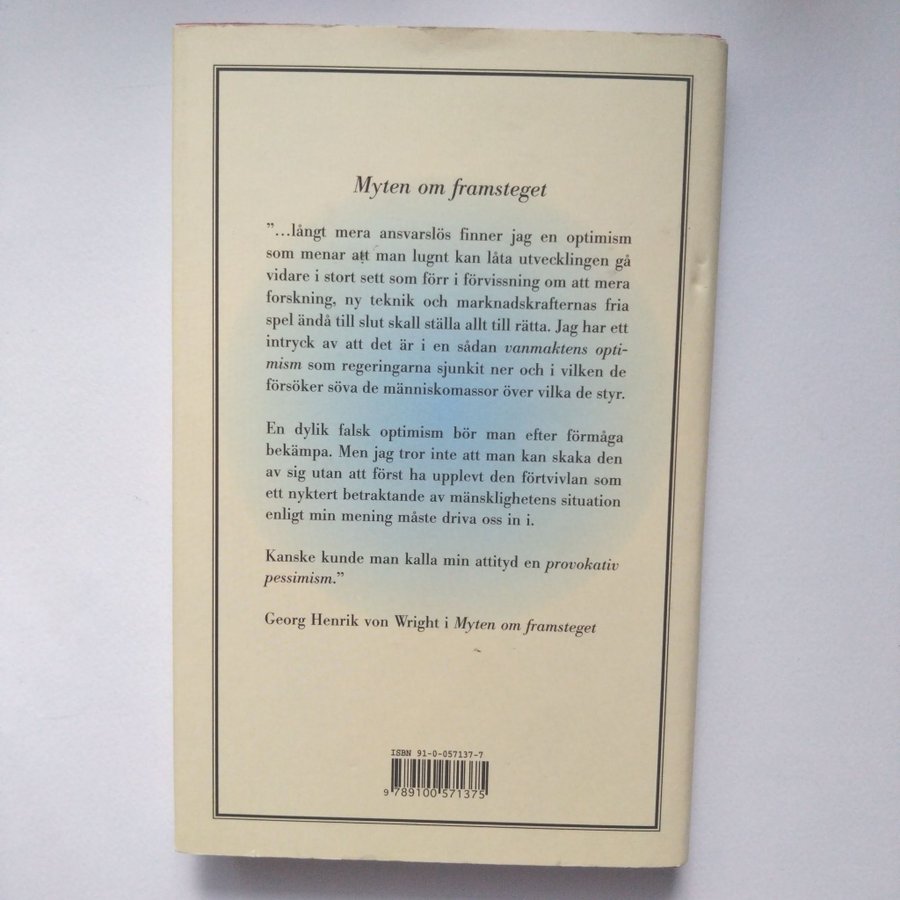 Myten om framsteget
”...långt mera ansvarslös finner jag en optimism
som menar att man lugnt kan låta utvecklingen gå
vidare i stort sett som förr i förvissning om att mera
forskning, ny teknik och marknadskrafternas fria
spel ändå till slut skall ställa allt till rätta. Jag har ett
intryck av att det är i en sådan vanmaktens opti-
mism som regeringarna sjunkit ner och i vilken de
försöker söva de människomassor över vilka de styr.
En dylik falsk optimism bör man efter förmåga
bekämpa. Men jag tror inte att man kan skaka den
av sig utan att först ha upplevt den förtvivlan som
ett nyktert betraktande av mänsklighetens situation
enligt min mening måste driva oss in i.
Kanske kunde man kalla min attityd en provokativ
pessimism.”
Georg Henrik von Wright i Myten om framsteget
ISBN 91-0-057137-7
9 789100 571375